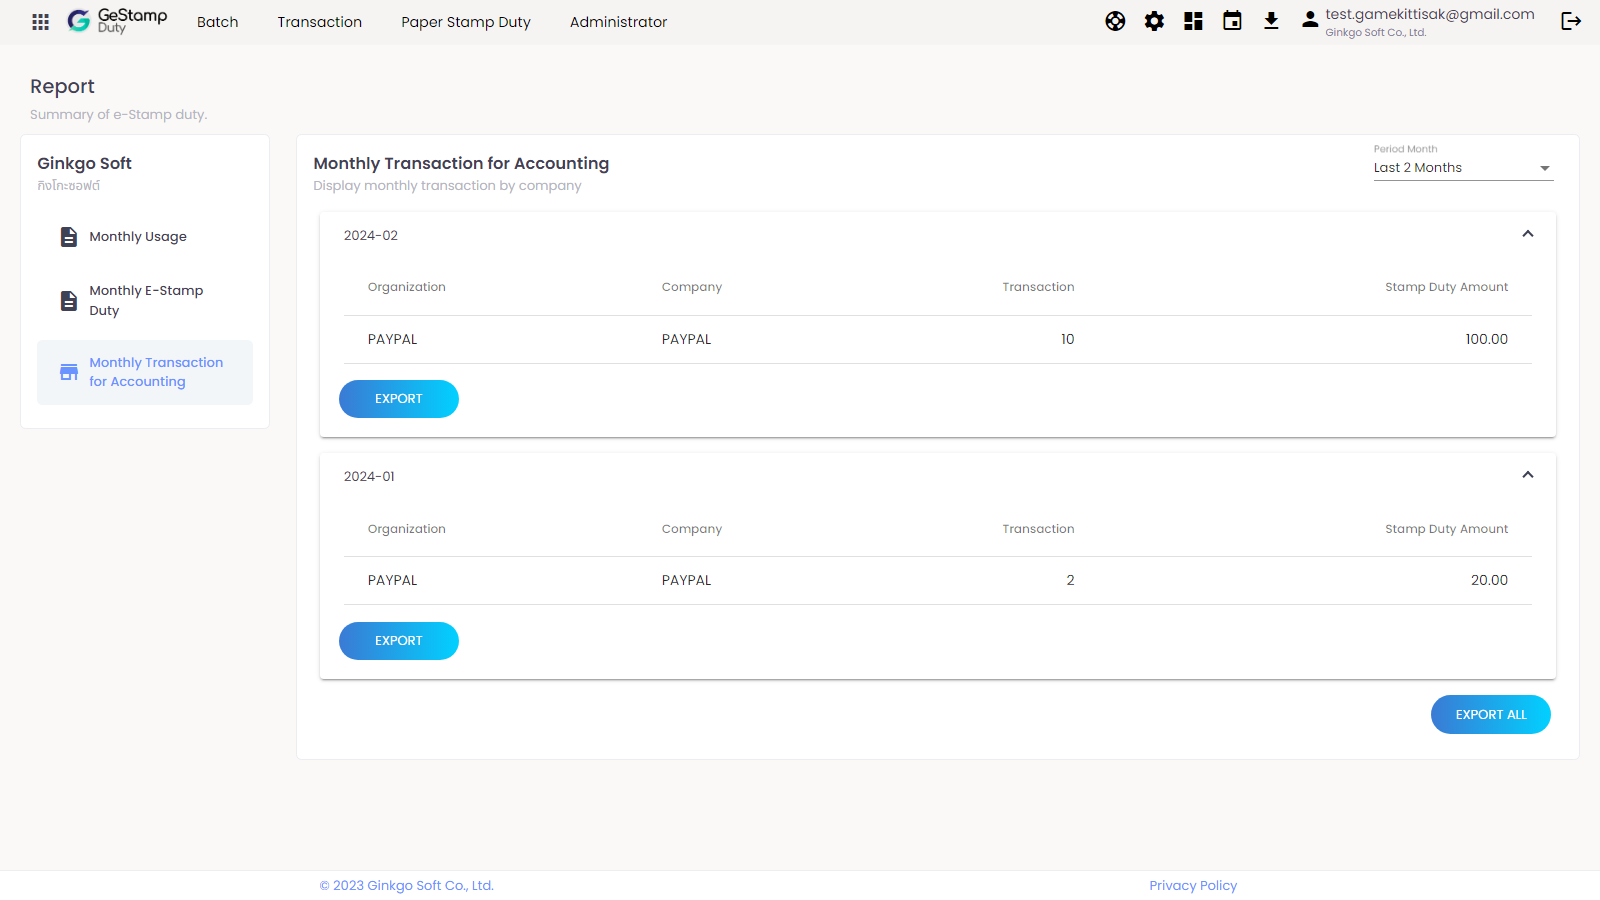 GeStamp
Duty
Batch
Transaction
Paper Stamp Duty
Administrator
test.gamekittisak@gmail.com
Ginkgo Soft Co., Ltd.
Report
Summary of e-Stamp duty.
Ginkgo Soft
กิงโกะซอฟต์
Monthly Usage
Monthly E-Stamp
Duty
Monthly Transaction
for Accounting
Monthly Transaction for Accounting
Display monthly transaction by company
Period Month
Last 2 Months
2024-02
Organization Company Transaction Stamp Duty Amount
PAYPAL PAYPAL 10 100.00
EXPORT
2024-01
Organization Company Transaction Stamp Duty Amount
PAYPAL PAYPAL 2 20.00
EXPORT
EXPORT ALL
© 2023 Ginkgo Soft Co., Ltd.
Privacy Policy